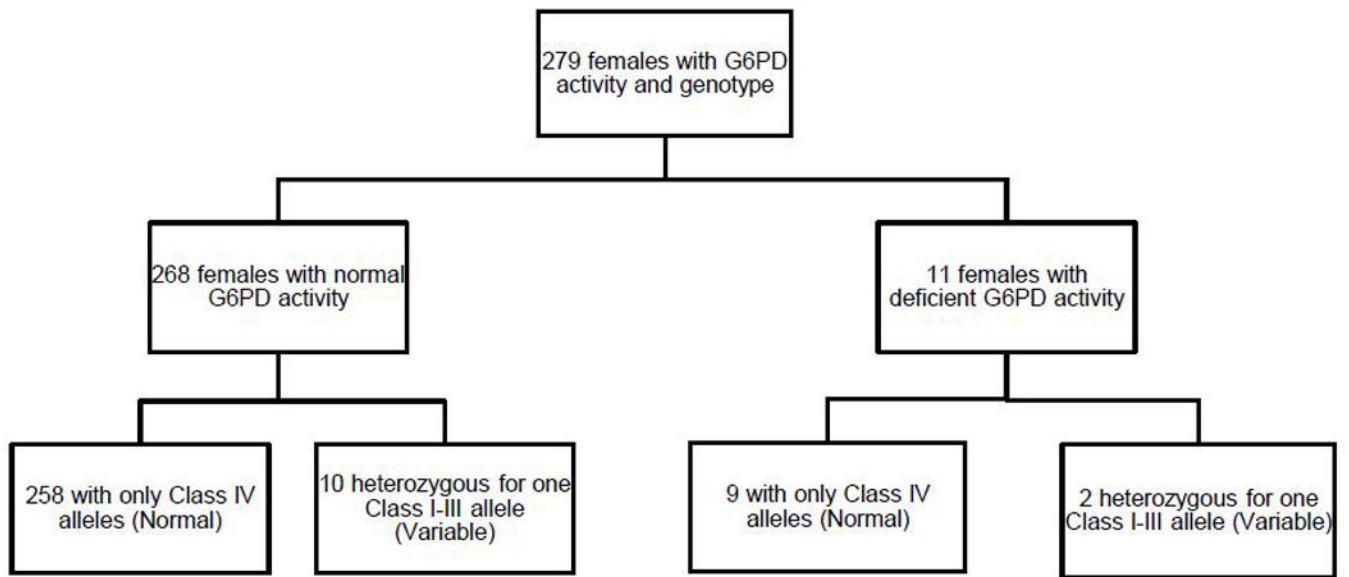 279 females with G6PD
activity and genotype
268 females with normal
G6PD activity
11 females with
deficient G6PD activity
258 with only Class IV
alleles (Normal)
10 heterozygous for one
Class I-III allele
(Variable)
9 with only Class IV
alleles (Normal)
2 heterozygous for one
Class I-III allele (Variable)